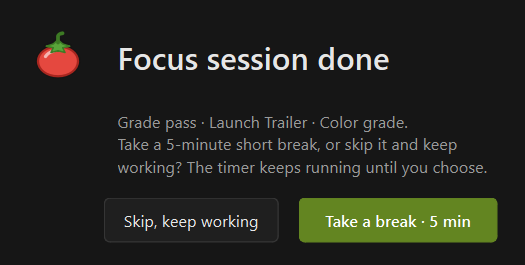 Focus session done
Grade pass · Launch Trailer · Color grade.
Take a 5-minute short break, or skip it and keep
working? The timer keeps running until you choose.
Skip, keep working
Take a break · 5 min